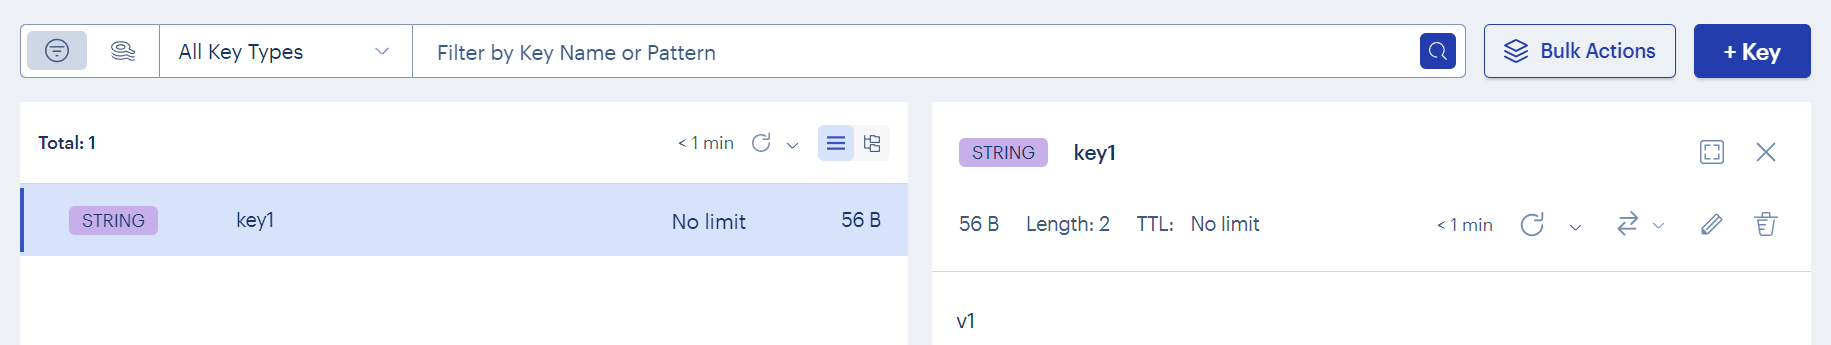 All Key Types
Filter by Key Name or Pattern
Bulk Actions
+ Key
Total: 1
< 1 min
STRING
key1
No limit
56 B
STRING
key1
56 B
Length: 2
TTL:
No limit
< 1 min
v1